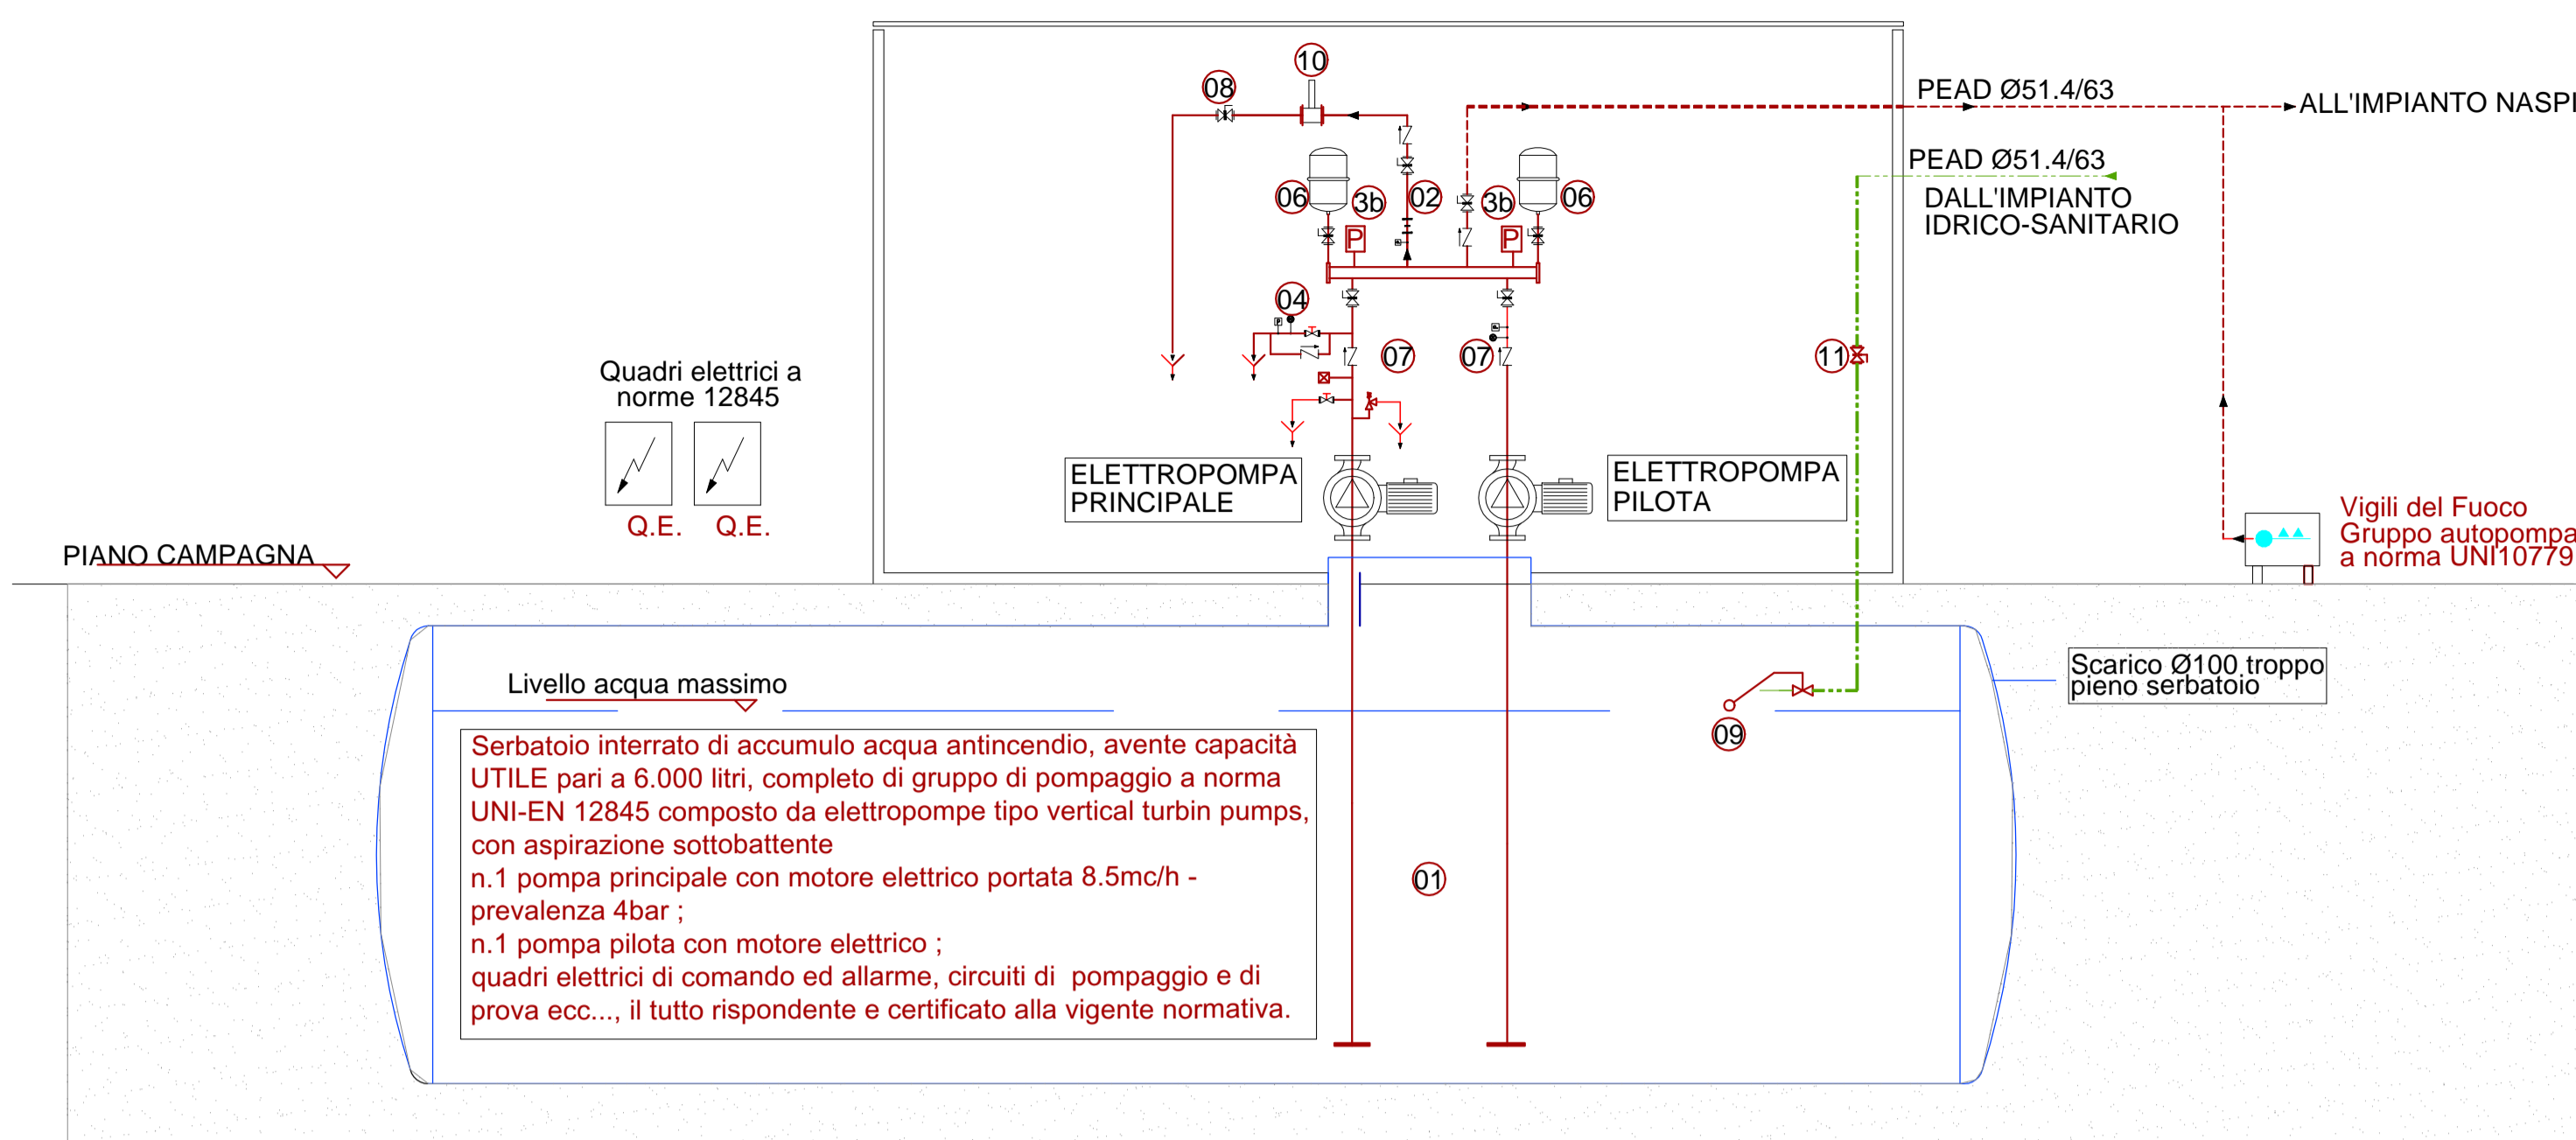 10
08
PEAD Ø51.4/63
ALL'IMPIANTO NASPI
PEAD Ø51.4/63
DALL'IMPIANTO
IDRICO-SANITARIO
06
3b
02
3b
06
P
P
04
P
P
07
07
11
Quadri elettrici a
norme 12845
Q.E.
Q.E.
ELETTROPOMPA
PRINCIPALE
ELETTROPOMPA
PILOTA
Vigili del Fuoco
Gruppo autopompa
a norma UNI10779
PIANO CAMPAGNA
Scarico Ø100 troppo
pieno serbatoio
Livello acqua massimo
09
Serbatoio interrato di accumulo acqua antincendio, avente capacità
UTILE pari a 6.000 litri, completo di gruppo di pompaggio a norma
UNI-EN 12845 composto da elettropompe tipo vertical turbin pumps,
con aspirazione sottobattente
n.1 pompa principale con motore elettrico portata 8.5mc/h -
prevalenza 4bar ;
n.1 pompa pilota con motore elettrico ;
quadri elettrici di comando ed allarme, circuiti di pompaggio e di
prova ecc..., il tutto rispondente e certificato alla vigente normativa.
01